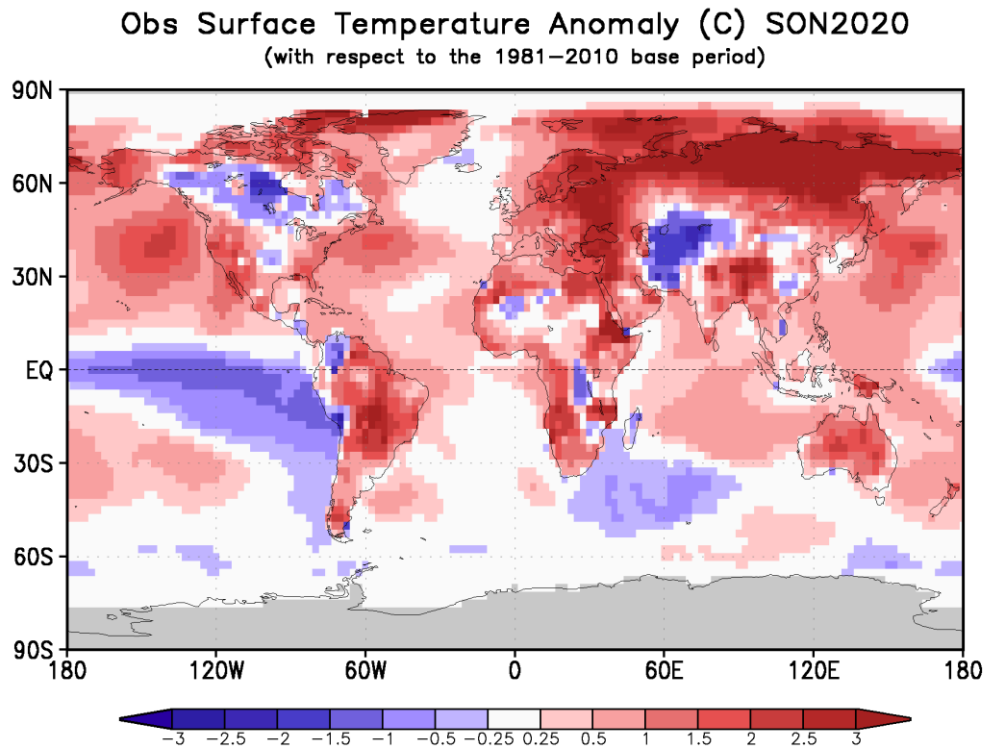 Obs Surface Temperature Anomaly (C) SON2020
(with respect to the 1981−2010 base period)
90N
60N
30N
EQ
30S
60S
90S
180 120W 60W 0 60E 120E 180
−3 −2.5 −2 −1.5 −1 −0.5 −0.25 0.25 0.5 1 1.5 2 2.5 3